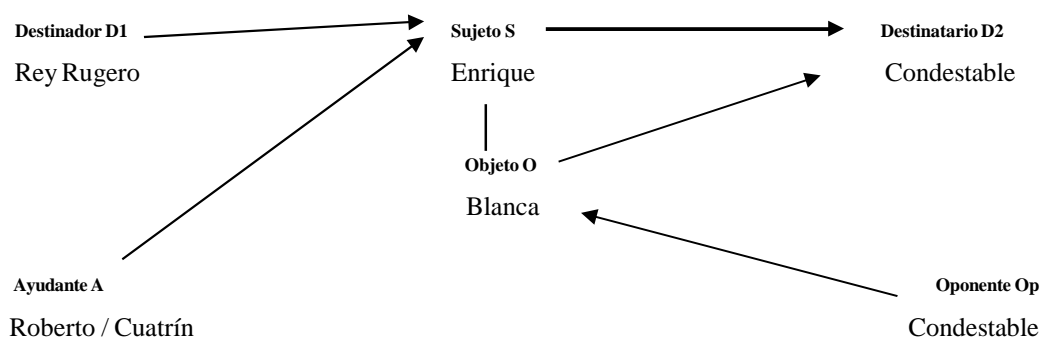 Destinador D1
Sujeto S
Destinatario D2
Rey Rugero
Enrique
Condestable
Objeto O
Blanca
Ayudante A
Oponente Op
Roberto / Cuatrín
Condestable